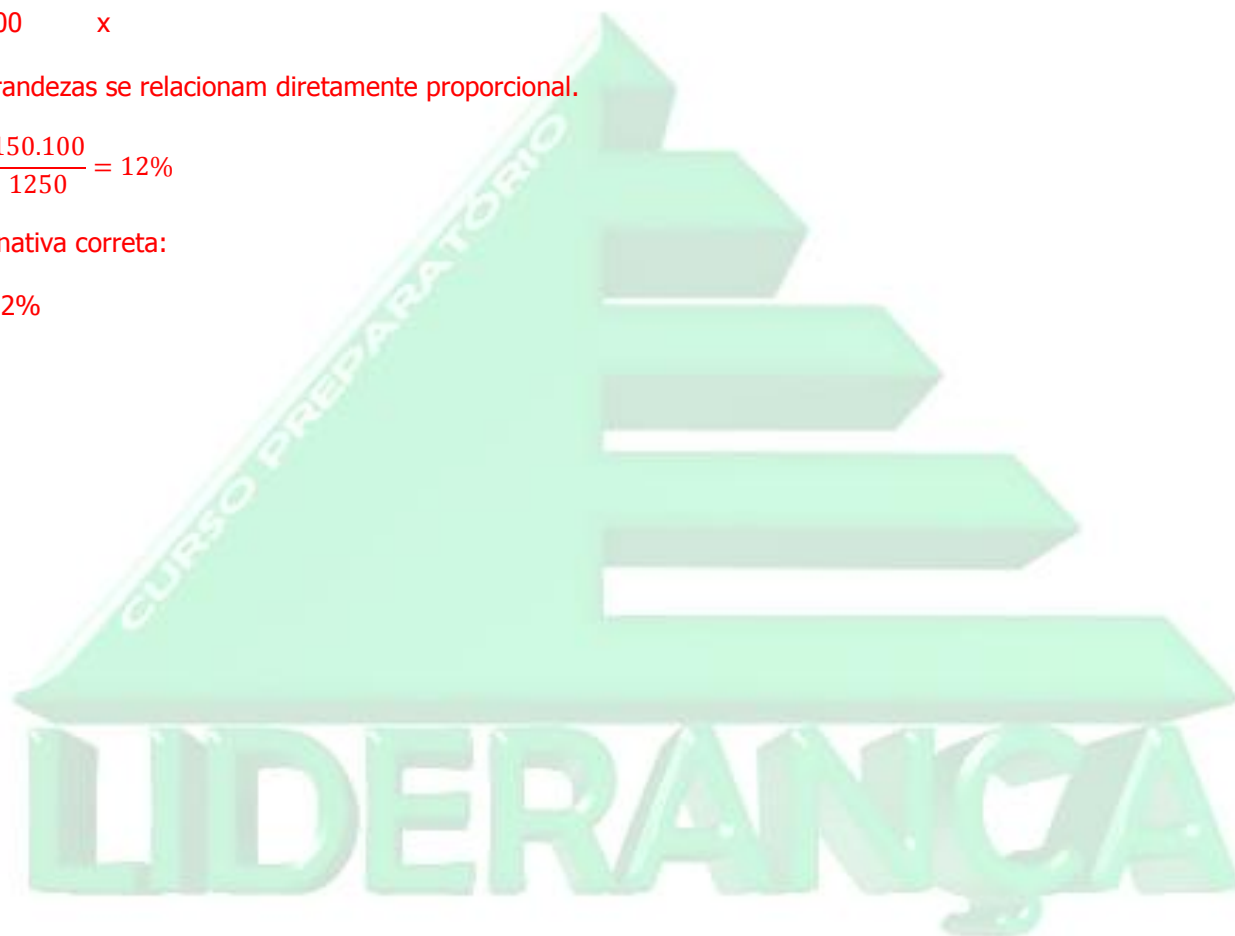 00 x
randezas se relacionam diretamente proporcional.
150.100
1250
= 12%
nativa correta:
2%
CURSO PREPARATÓRIO
LIDERANÇA